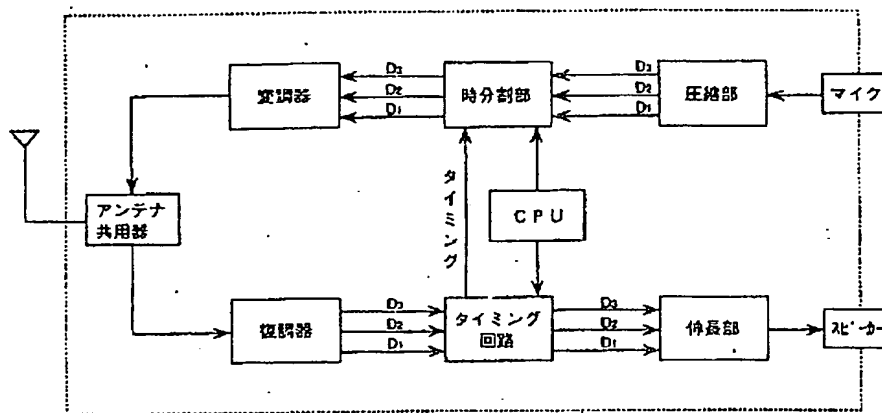 D3
D3
変調器
D2
時分割部
D2
圧縮部
マイク
D1
D1
タイミング
CPU
アンテナ
共用器
D3
D3
復調器
D2
タイミング
回路
D2
伸長部
スピーカー
D1
D1